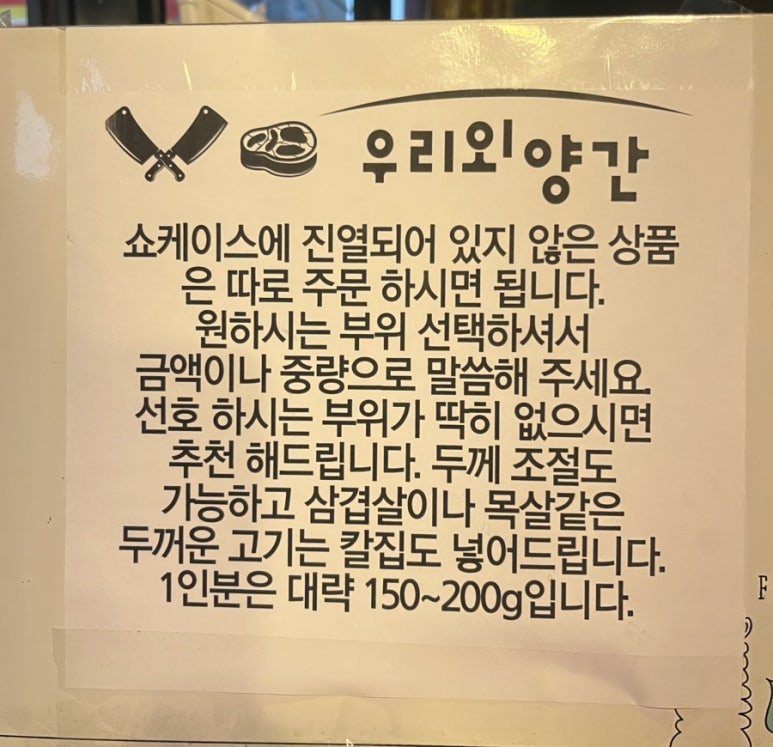 우리외양간
쇼케이스에 진열되어 있지 않은 상품
은 따로 주문 하시면 됩니다.
원하시는 부위 선택하셔서
금액이나 중량으로 말씀해 주세요.
선호 하시는 부위가 딱히 없으시면
추천 해드립니다. 두께 조절도
가능하고 삼겹살이나 목살같은
두꺼운 고기는 칼집도 넣어드립니다.
1인분은 대략 150~200g입니다.
F